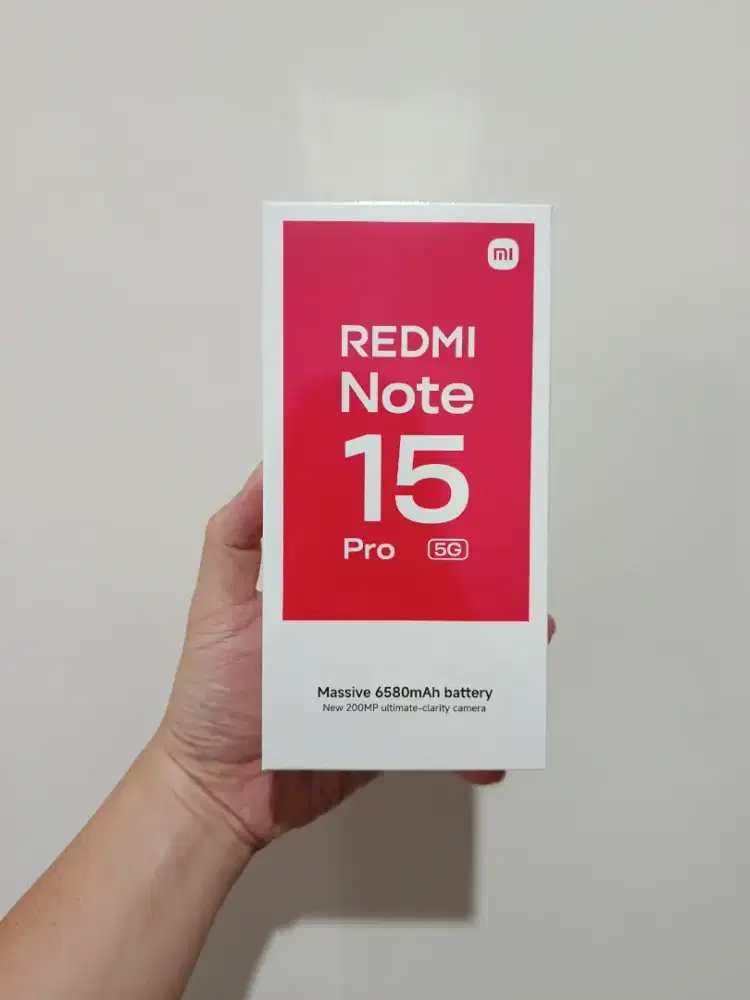 mi
REDMI
Note
15
Pro 5G
Massive 6580mAh battery
New 200MP ultimate-clarity camera